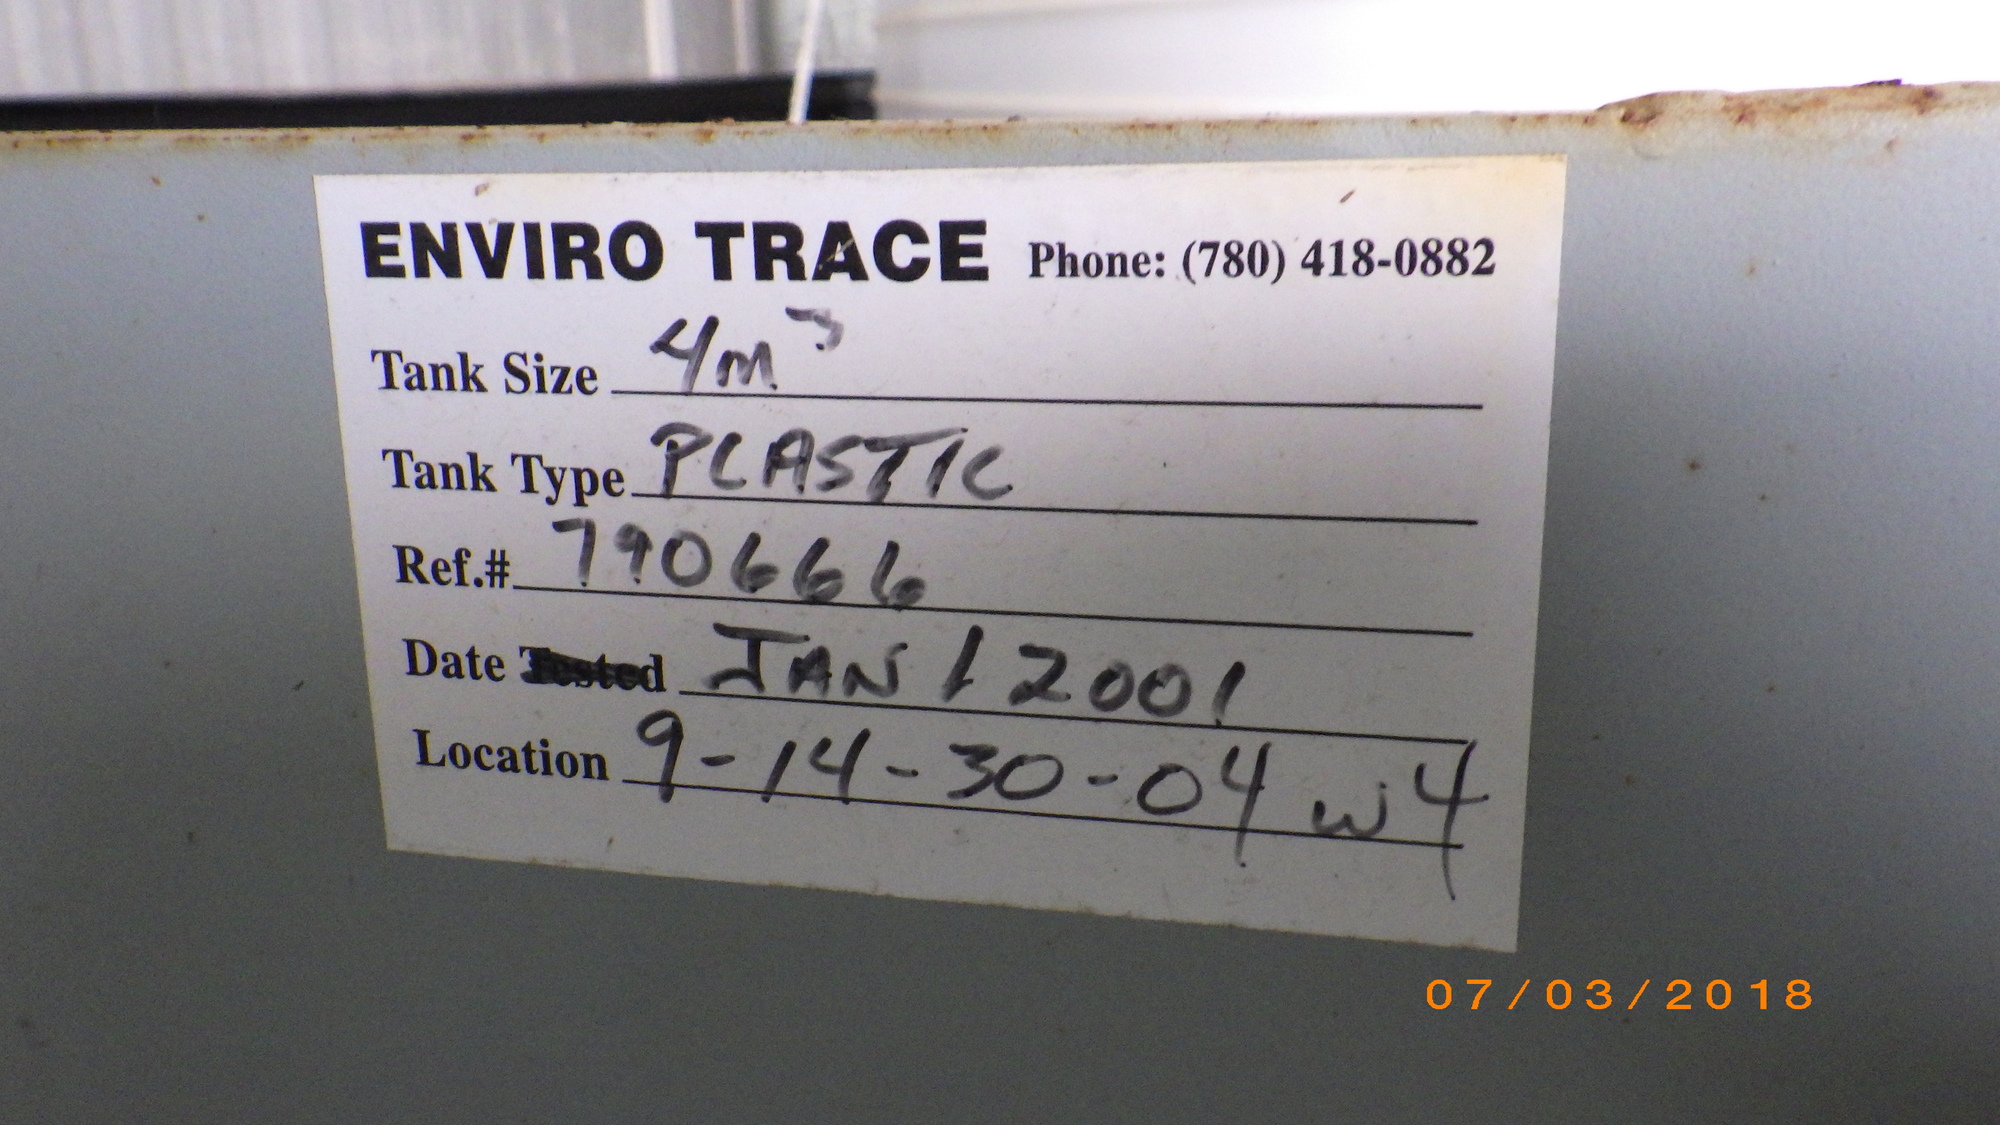 ENVIRO TRACE Phone: (780) 418-0882
Tank Size 4m³
Tank Type PLASTIC
Ref.# 790666
Date Tested JAN 1 2001
Location 9-14-30-04 w4
07/03/2018